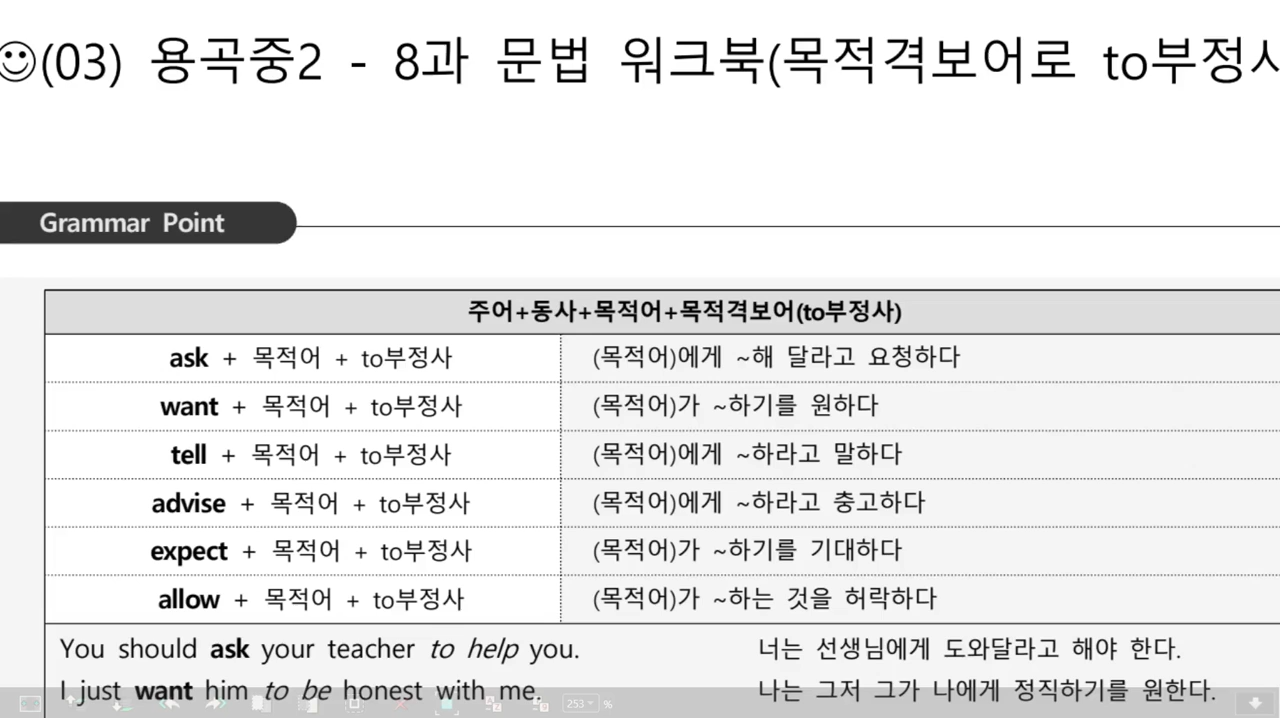 (03) 용곡중2 - 8과 문법 워크북(목적격보어로 to부정사
Grammar Point
주어+동사+목적어+목적격보어(to부정사)
ask + 목적어 + to부정사 (목적어)에게 ~해 달라고 요청하다
want + 목적어 + to부정사 (목적어)가 ~하기를 원하다
tell + 목적어 + to부정사 (목적어)에게 ~하라고 말하다
advise + 목적어 + to부정사 (목적어)에게 ~하라고 충고하다
expect + 목적어 + to부정사 (목적어)가 ~하기를 기대하다
allow + 목적어 + to부정사 (목적어)가 ~하는 것을 허락하다
You should ask your teacher to help you. 너는 선생님에게 도와달라고 해야 한다.
I just want him to be honest with me. 나는 그저 그가 나에게 정직하기를 원한다.
253 %